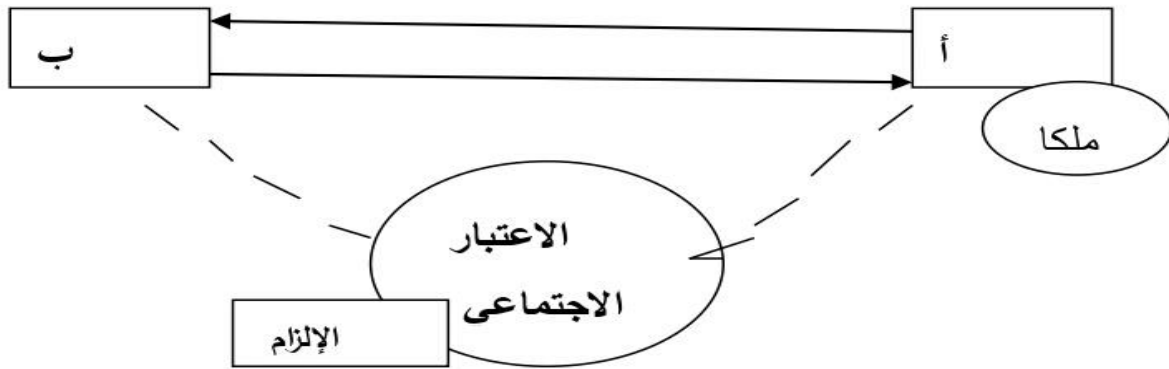 أ
ب
ملكا
الاعتبار
الاجتماعى
الإلزام